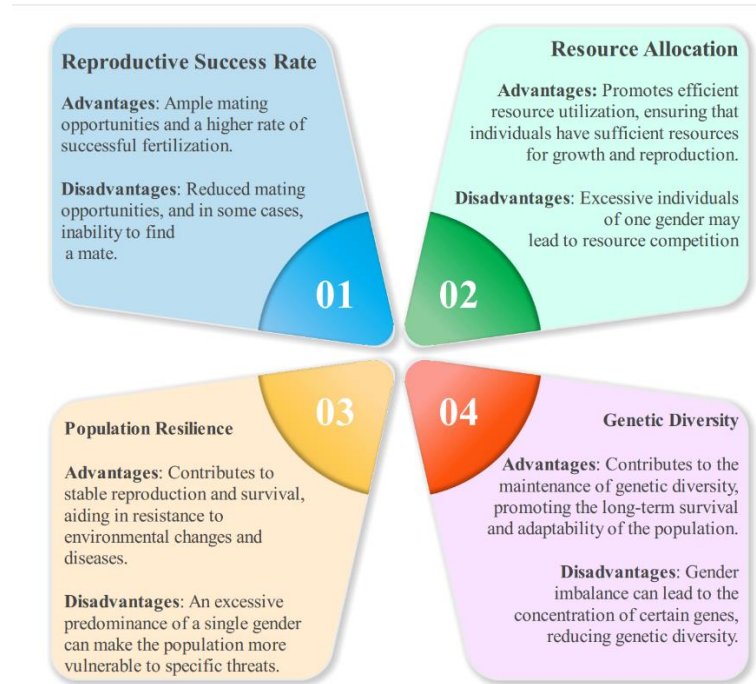 Reproductive Success Rate
Advantages: Ample mating
opportunities and a higher rate of
successful fertilization.
Disadvantages: Reduced mating
opportunities, and in some cases,
inability to find
a mate.
01
Resource Allocation
Advantages: Promotes efficient
resource utilization, ensuring that
individuals have sufficient resources
for growth and reproduction.
Disadvantages: Excessive individuals
of one gender may
lead to resource competition
02
Population Resilience
Advantages: Contributes to
stable reproduction and survival,
aiding in resistance to
environmental changes and
diseases.
Disadvantages: An excessive
predominance of a single gender
can make the population more
vulnerable to specific threats.
03
Genetic Diversity
Advantages: Contributes to the
maintenance of genetic diversity,
promoting the long-term survival
and adaptability of the population.
Disadvantages: Gender
imbalance can lead to the
concentration of certain genes,
reducing genetic diversity.
04